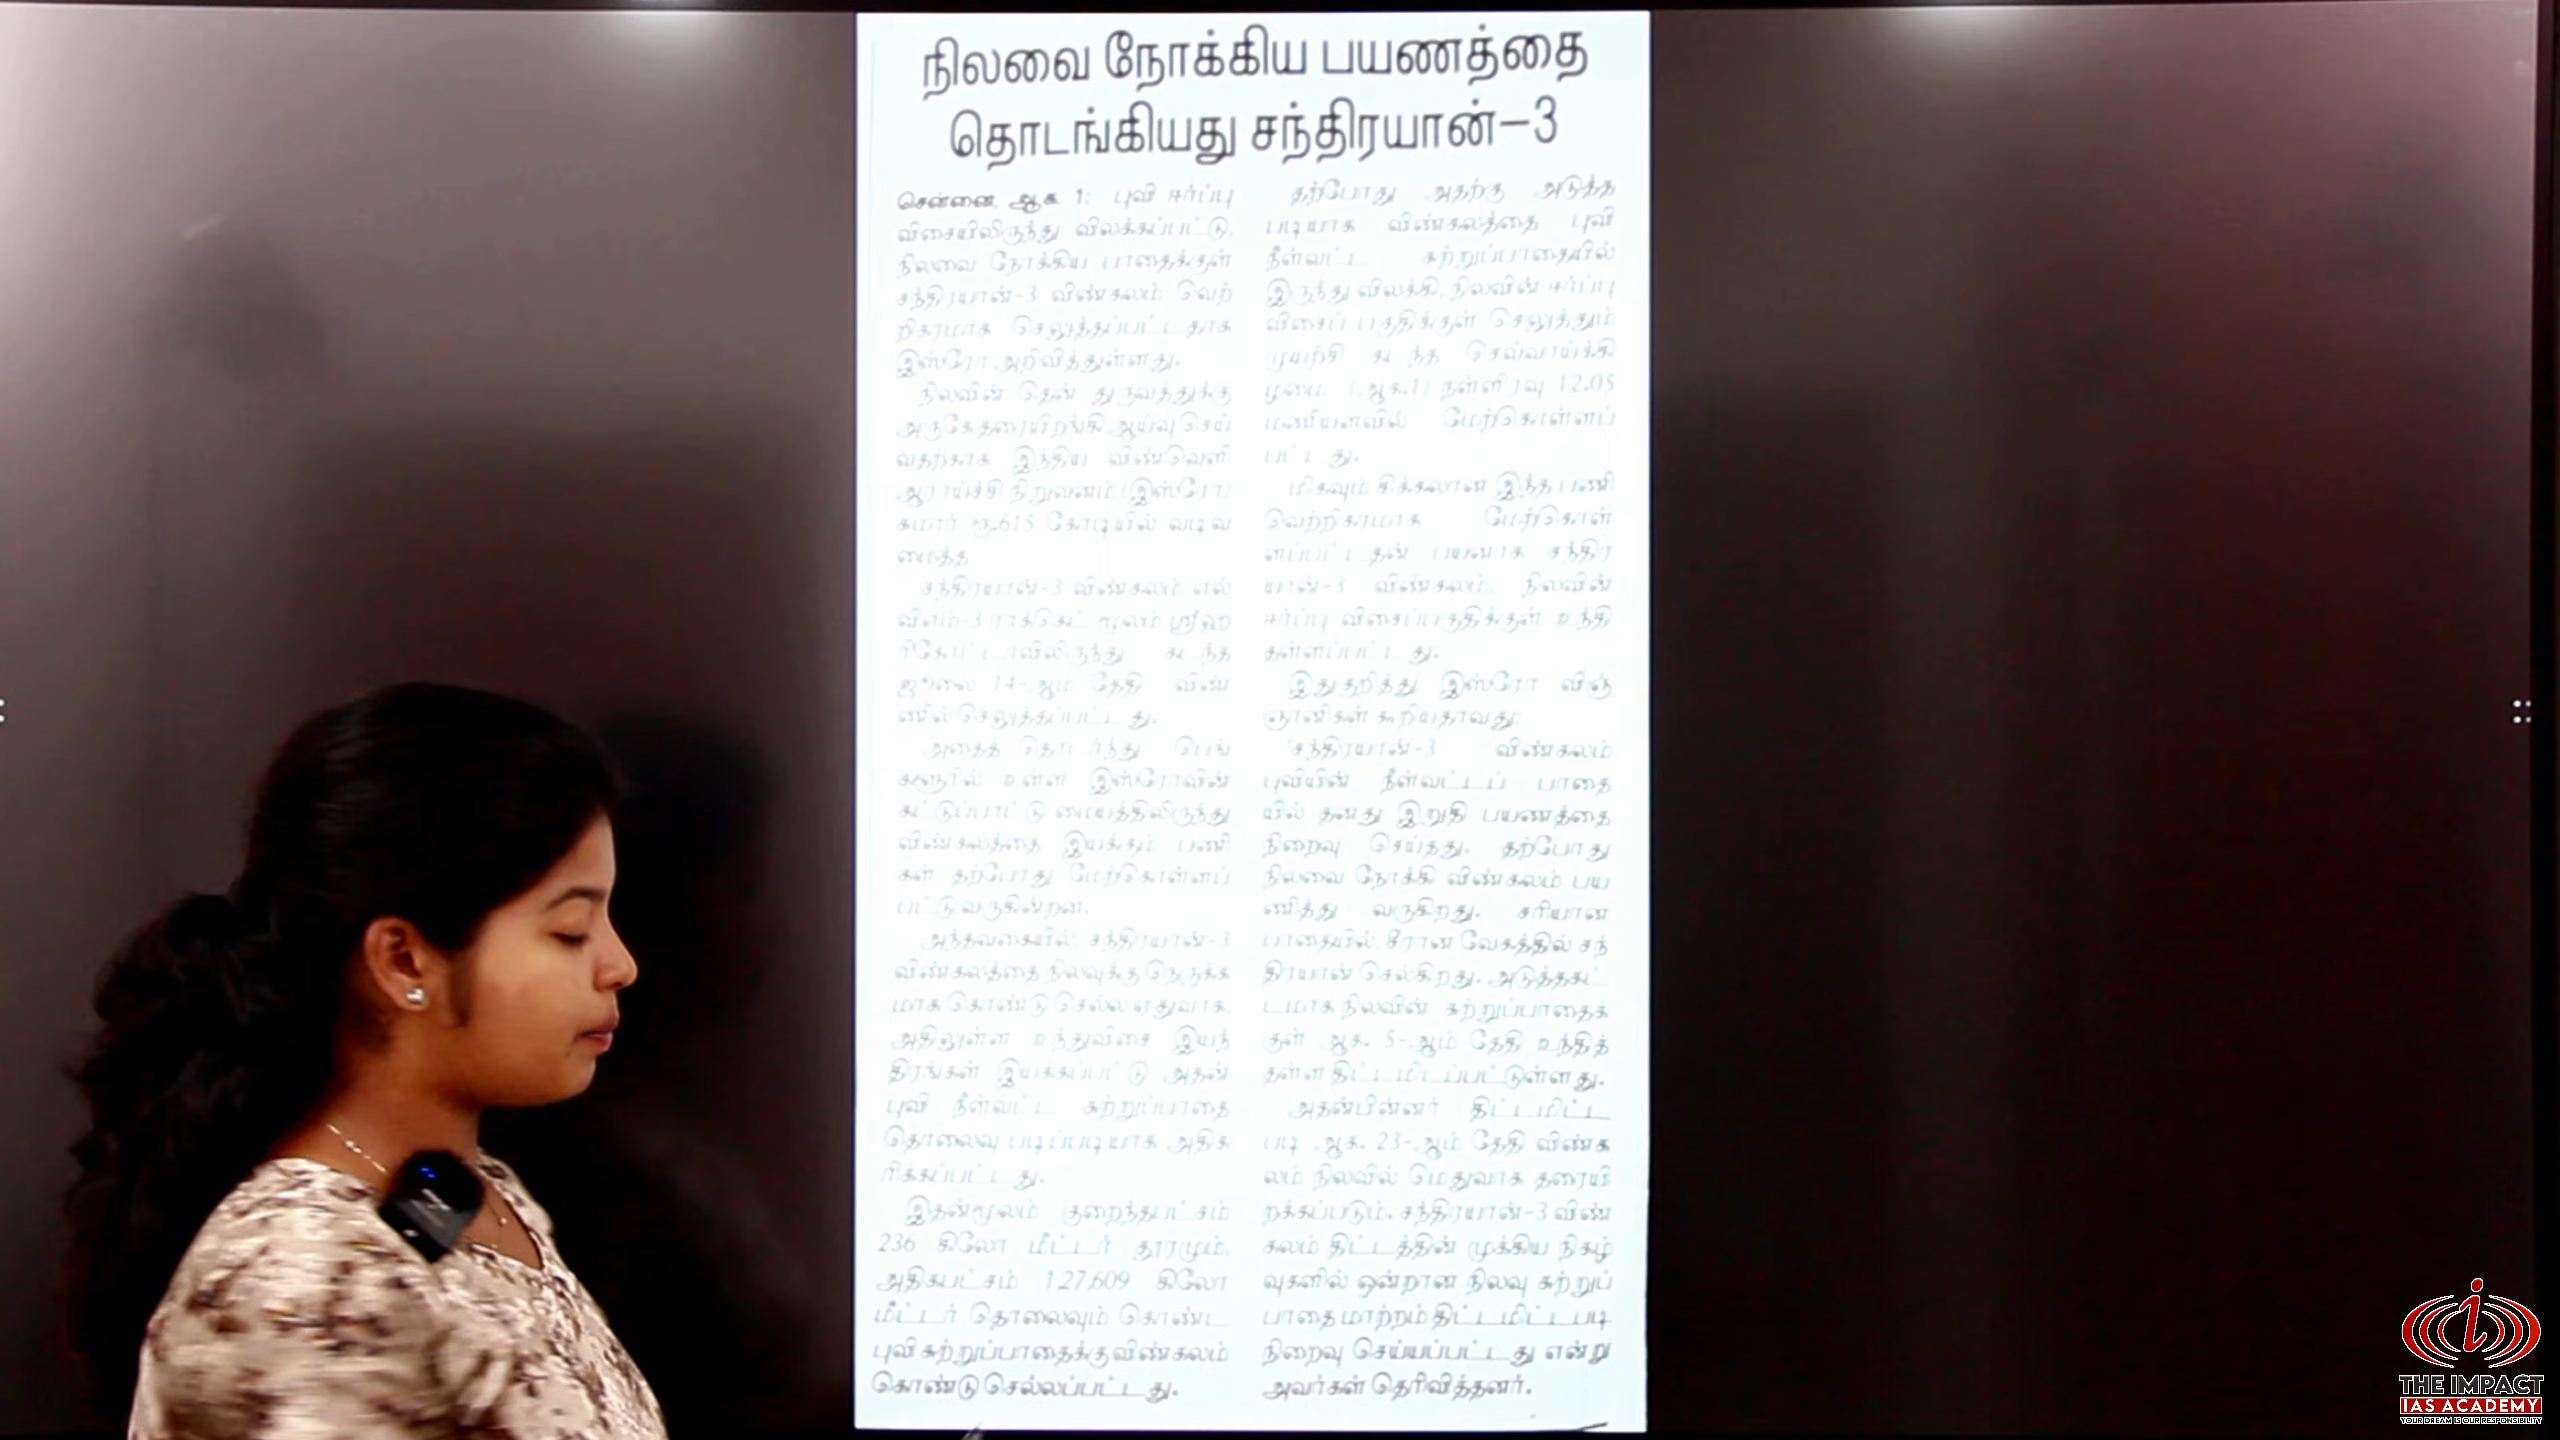 நிலவை நோக்கிய பயணத்தை
தொடங்கியது சந்திரயான்-3
சென்னை, ஆக. 1: புவி ஈர்ப்பு
விசையிலிருந்து விலக்கப்பட்டு,
நிலவை நோக்கிய பாதைக்குள்
சந்திரயான்-3 விண்கலம் வெற்
றிகரமாக செலுத்தப்பட்டதாக
இஸ்ரோ அறிவித்துள்ளது.
நிலவின் தென் துருவத்துக்கு
அருகே தரையிறங்கி ஆய்வு செய்
வதற்காக இந்திய விண்வெளி
ஆராய்ச்சி நிறுவனம் (இஸ்ரோ)
சுமார் ரூ.615 கோடியில் வடிவ
மைத்த
சந்திரயான்-3 விண்கலம் எல்
விஎம்-3 ராக்கெட் மூலம் ஸ்ரீஹ
ரிகோட்டாவிலிருந்து கடந்த
ஜூலை 14-ஆம் தேதி விண்
ணில் செலுத்தப்பட்டது.
அதைத் தொடர்ந்து பெங்
களூரில் உள்ள இஸ்ரோவின்
கட்டுப்பாட்டு மையத்திலிருந்து
விண்கலத்தை இயக்கும் பணி
கள் தற்போது மேற்கொள்ளப்
பட்டு வருகின்றன.
அந்தவகையில், சந்திரயான்-3
விண்கலத்தை நிலவுக்கு நெருக்க
மாக கொண்டு செல்ல ஏதுவாக,
அதிலுள்ள உந்துவிசை இயந்
திரங்கள் இயக்கப்பட்டு அதன்
புவி நீள்வட்ட சுற்றுப்பாதை
தொலைவு படிப்படியாக அதிக
ரிக்கப்பட்டது.
இதன்மூலம் குறைந்தபட்சம்
236 கிலோ மீட்டர் தூரமும்,
அதிகபட்சம் 1,27,609 கிலோ
மீட்டர் தொலைவும் கொண்ட
புவி சுற்றுப்பாதைக்கு விண்கலம்
கொண்டு செல்லப்பட்டது.
தற்போது அதற்கு அடுத்த
படியாக விண்கலத்தை புவி
நீள்வட்ட சுற்றுப்பாதையில்
இருந்து விலக்கி, நிலவின் ஈர்ப்பு
விசைப் பகுதிக்குள் செலுத்தும்
முயற்சி கடந்த செவ்வாய்க்கி
ழமை (ஆக.1) நள்ளிரவு 12.05
மணியளவில் மேற்கொள்ளப்
பட்டது.
மிகவும் சிக்கலான இந்த பணி
வெற்றிகரமாக மேற்கொள்
ளப்பட்டதன் பயனாக சந்திர
யான்-3 விண்கலம், நிலவின்
ஈர்ப்பு விசைப்பகுதிக்குள் உந்தி
தள்ளப்பட்டது.
இதுகுறித்து இஸ்ரோ விஞ்
ஞானிகள் கூறியதாவது:
'சந்திரயான்-3 விண்கலம்
புவியின் நீள்வட்டப் பாதை
யில் தனது இறுதி பயணத்தை
நிறைவு செய்தது. தற்போது
நிலவை நோக்கி விண்கலம் பய
ணித்து வருகிறது. சரியான
பாதையில், சீரான வேகத்தில் சந்
திரயான் செல்கிறது. அடுத்தகட்
டமாக நிலவின் சுற்றுப்பாதைக்
குள் ஆக. 5-ஆம் தேதி உந்தித்
தள்ள திட்டமிடப்பட்டுள்ளது.
அதன்பின்னர் திட்டமிட்ட
படி ஆக. 23-ஆம் தேதி விண்க
லம் நிலவில் மெதுவாக தரையி
றக்கப்படும். சந்திரயான்-3 விண்
கலம் திட்டத்தின் முக்கிய நிகழ்
வுகளில் ஒன்றான நிலவு சுற்றுப்
பாதை மாற்றம் திட்டமிட்டபடி
நிறைவு செய்யப்பட்டது என்று
அவர்கள் தெரிவித்தனர்.
THE IMPACT
IAS ACADEMY
YOUR DREAM IS OUR RESPONSIBILITY